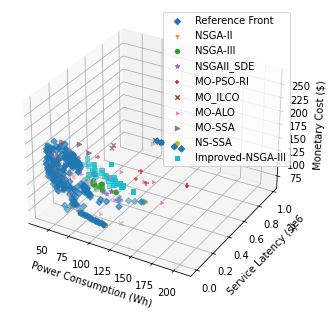 Reference Front
NSGA-II
NSGA-III
NSGAII_SDE
MO-PSO-RI
MO_ILCO
MO-ALO
MO-SSA
NS-SSA
Improved-NSGA-III
250
225
200
175
150
125
100
75
Monetary Cost ($)
1.0
0.8
0.6
0.4
0.2
0.0
1e6
Service Latency (s)
50
75
100
125
150
175
200
Power Consumption (Wh)